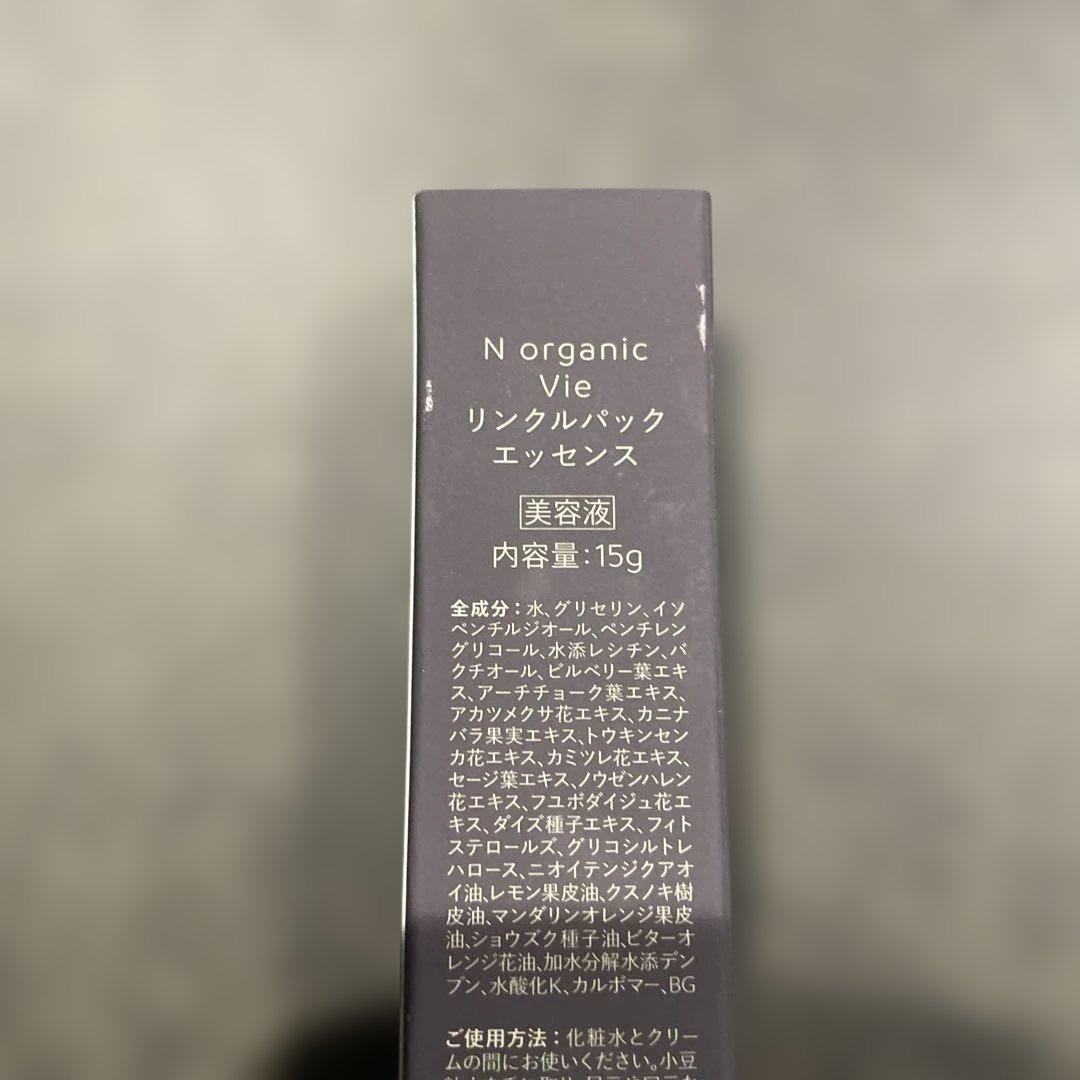 N organic
Vie
リンクルパック
エッセンス
美容液
内容量:15g
全成分:水、グリセリン、イソ
ペンチルジオール、ペンチレン
グリコール、水添レシチン、バ
クチオール、ビルベリー葉エキ
ス、アーチチョーク葉エキス、
アカツメクサ花エキス、カニナ
バラ果実エキス、トウキンセン
カ花エキス、カミツレ花エキス、
セージ葉エキス、ノウゼンハレン
花エキス、フユボダイジュ花エ
キス、ダイズ種子エキス、フィト
ステロールズ、グリコシルトレ
ハロース、ニオイテンジクアオ
イ油、レモン果皮油、クスノキ樹
皮油、マンダリンオレンジ果皮
油、ショウズク種子油、ビターオ
レンジ花油、加水分解水添デン
プン、水酸化K、カルボマー、BG
ご使用方法:化粧水とクリー
ムの間にお使いください。小豆